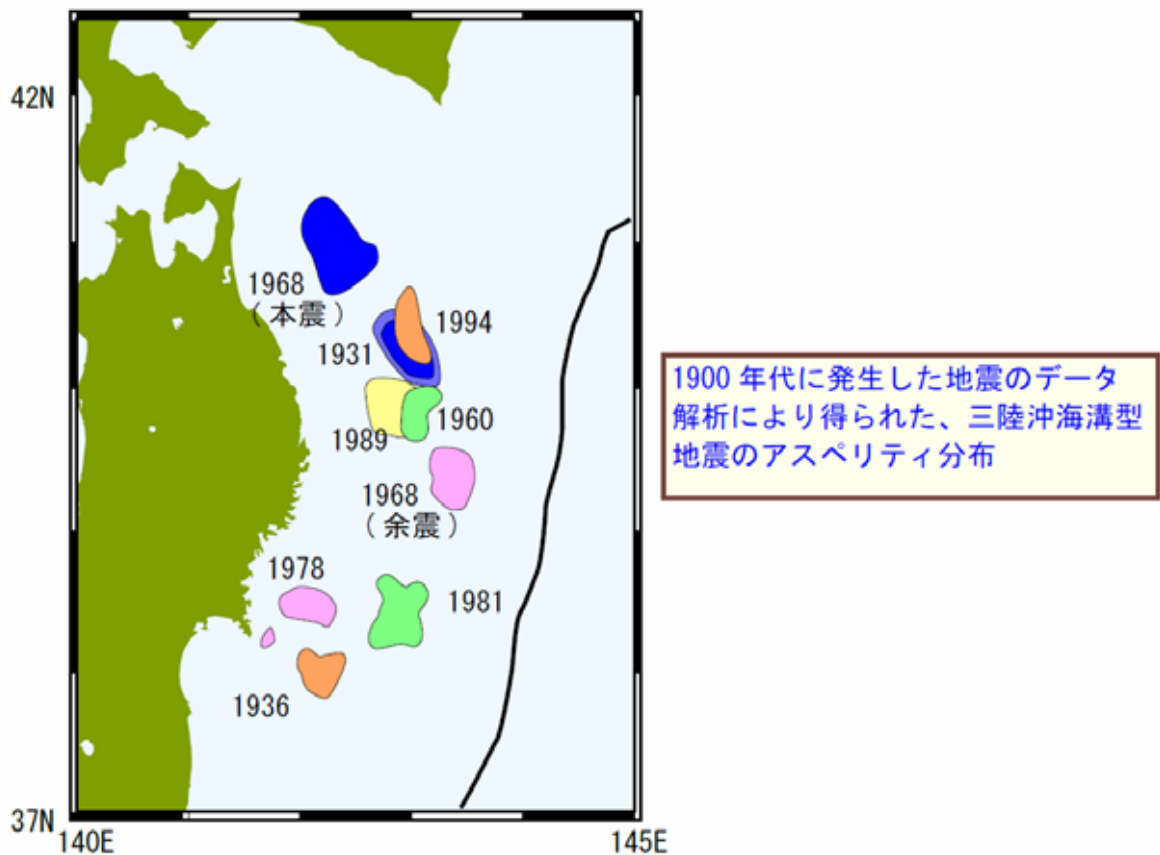 42N
1968
(本震)
1994
1931
1960
1989
1968
(余震)
1978
1981
1936
37N
140E
145E
1900 年代に発生した地震のデータ
解析により得られた、三陸沖海溝型
地震のアスペリティ分布